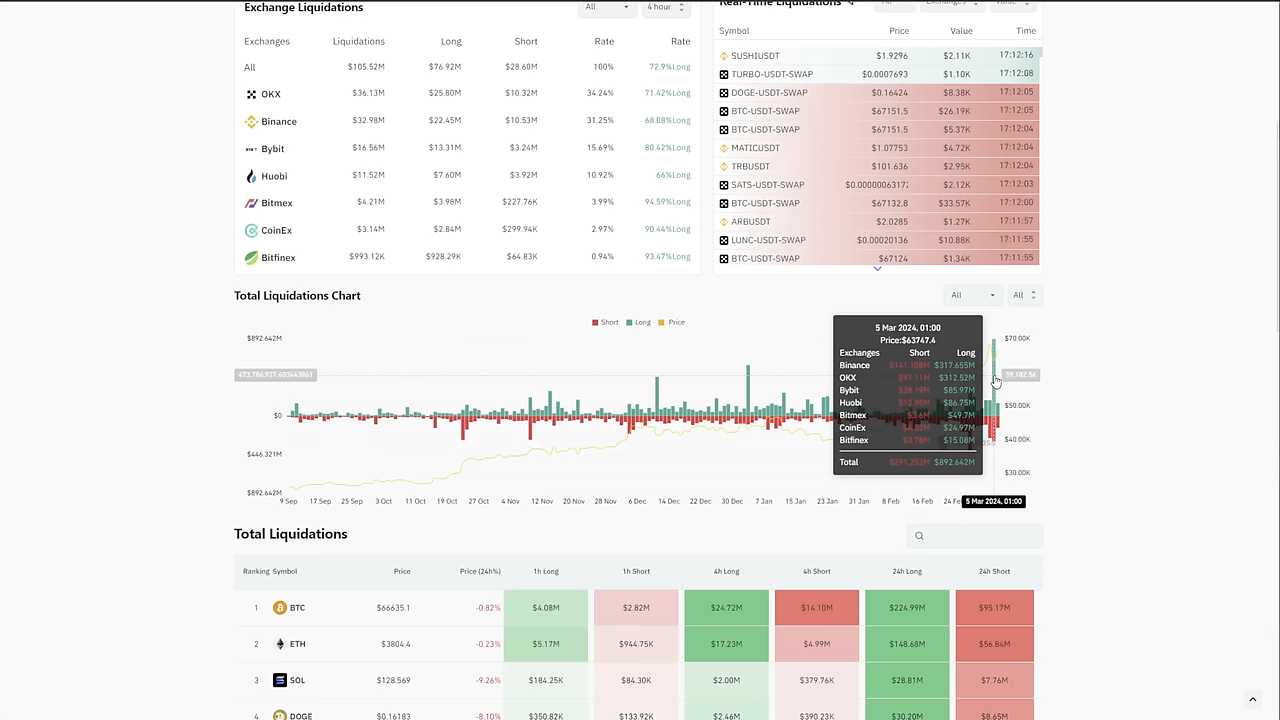 Exchange Liquidations
All
4 hour
Exchanges Liquidations Long Short Rate Rate
All $105.52M $76.92M $28.60M 100% 72.9%Long
OKX $36.13M $25.80M $10.32M 34.24% 71.42%Long
Binance $32.98M $22.45M $10.53M 31.25% 68.08%Long
Bybit $16.56M $13.31M $3.24M 15.69% 80.42%Long
Huobi $11.52M $7.60M $3.92M 10.92% 66%Long
Bitmex $4.21M $3.98M $227.76K 3.99% 94.59%Long
CoinEx $3.14M $2.84M $299.94K 2.97% 90.44%Long
Bitfinex $993.12K $928.29K $64.83K 0.94% 93.47%Long
Real-Time Liquidations
Symbol Price Value Time
SUSHIUSDT $1.9296 $2.11K 17:12:16
TURBO-USDT-SWAP $0.0007693 $1.10K 17:12:08
DOGE-USDT-SWAP $0.16424 $8.38K 17:12:05
BTC-USDT-SWAP $67151.5 $26.19K 17:12:05
BTC-USDT-SWAP $67151.5 $5.37K 17:12:04
MATICUSDT $1.07753 $4.72K 17:12:04
TRBUSDT $101.636 $2.95K 17:12:04
SATS-USDT-SWAP $2.12K 17:12:03
BTC-USDT-SWAP $67132.8 $33.57K 17:12:00
ARBUSDT $2.0285 $1.27K 17:11:57
LUNC-USDT-SWAP $0.00020136 $10.88K 17:11:55
BTC-USDT-SWAP $67124 $1.34K 17:11:55
Total Liquidations Chart
All All
Short Long Price
$892.642M
473,786,927.603443861
$0
$446.321M
$892.642M
$70.00K
59,182.56
$50.00K
$40.00K
$30.00K
5 Mar 2024, 01:00
Price:$63747.4
Exchanges Short Long
Binance $317.655M
OKX $312.52M
Bybit $85.97M
Huobi $86.75M
Bitmex $49.7M
CoinEx $24.97M
Bitfinex $3.78M $15.08M
Total $291.253M $892.642M
9 Sep 17 Sep 25 Sep 3 Oct 11 Oct 19 Oct 27 Oct 4 Nov 12 Nov 20 Nov 28 Nov 6 Dec 14 Dec 22 Dec 30 Dec 7 Jan 15 Jan 23 Jan 31 Jan 8 Feb 16 Feb 5 Mar 2024, 01:00
Total Liquidations
Ranking Symbol Price Price (24h%) 1h Long 1h Short 4h Long 4h Short 24h Long 24h Short
1 BTC $66635.1 -0.82% $4.08M $2.82M $24.72M $14.10M $224.99M $95.17M
2 ETH $3804.4 -0.23% $5.17M $944.75K $17.23M $4.99M $148.68M $56.84M
3 SOL $128.569 -9.26% $184.25K $84.30K $2.00M $379.76K $28.81M $7.76M
4 DOGE $0.16183 -8.10% $350.82K $133.92K $2.46M $390.23K $30.20M $8.65M